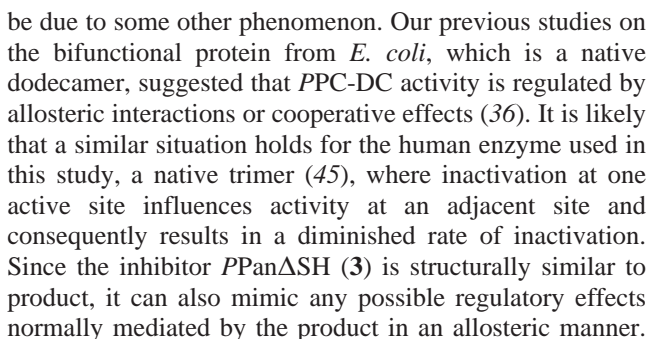 be due to some other phenomenon. Our previous studies on
the bifunctional protein from E. coli, which is a native
dodecamer, suggested that PPC-DC activity is regulated by
allosteric interactions or cooperative effects (36). It is likely
that a similar situation holds for the human enzyme used in
this study, a native trimer (45), where inactivation at one
active site influences activity at an adjacent site and
consequently results in a diminished rate of inactivation.
Since the inhibitor PPan∆SH (3) is structurally similar to
product, it can also mimic any possible regulatory effects
normally mediated by the product in an allosteric manner.